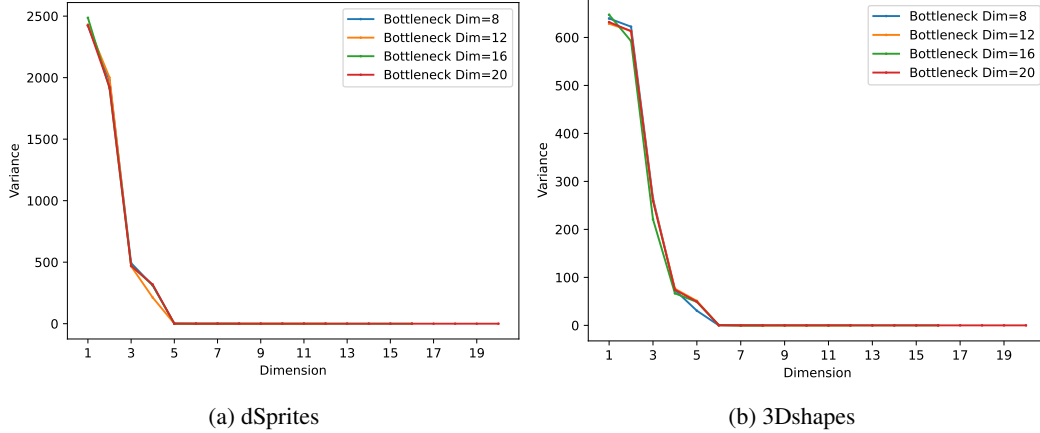 2500
2000
1500
1000
500
0
Variance
1 3 5 7 9 11 13 15 17 19
Dimension
Bottleneck Dim=8
Bottleneck Dim=12
Bottleneck Dim=16
Bottleneck Dim=20
(a) dSprites
600
500
400
300
200
100
0
Variance
1 3 5 7 9 11 13 15 17 19
Dimension
Bottleneck Dim=8
Bottleneck Dim=12
Bottleneck Dim=16
Bottleneck Dim=20
(b) 3Dshapes